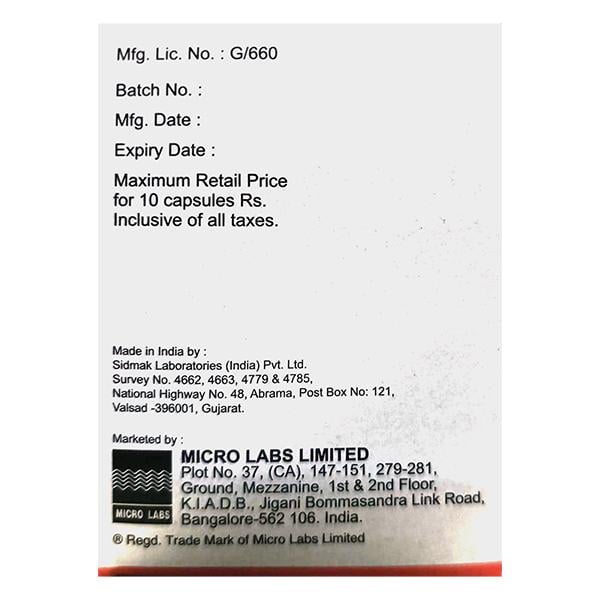 Mfg. Lic. No. : G/660
Batch No. :
Mfg. Date :
Expiry Date :
Maximum Retail Price
for 10 capsules Rs.
Inclusive of all taxes.
Made in India by :
Sidmak Laboratories (India) Pvt. Ltd.
Survey No. 4662, 4663, 4779 & 4785,
National Highway No. 48, Abrama, Post Box No: 121,
Valsad -396001, Gujarat.
Marketed by :
MICRO LABS LIMITED
Plot No. 37, (CA), 147-151, 279-281,
Ground, Mezzanine, 1st & 2nd Floor,
K.I.A.D.B., Jigani Bommasandra Link Road,
Bangalore-562 106. India.
MICRO LABS
® Regd. Trade Mark of Micro Labs Limited